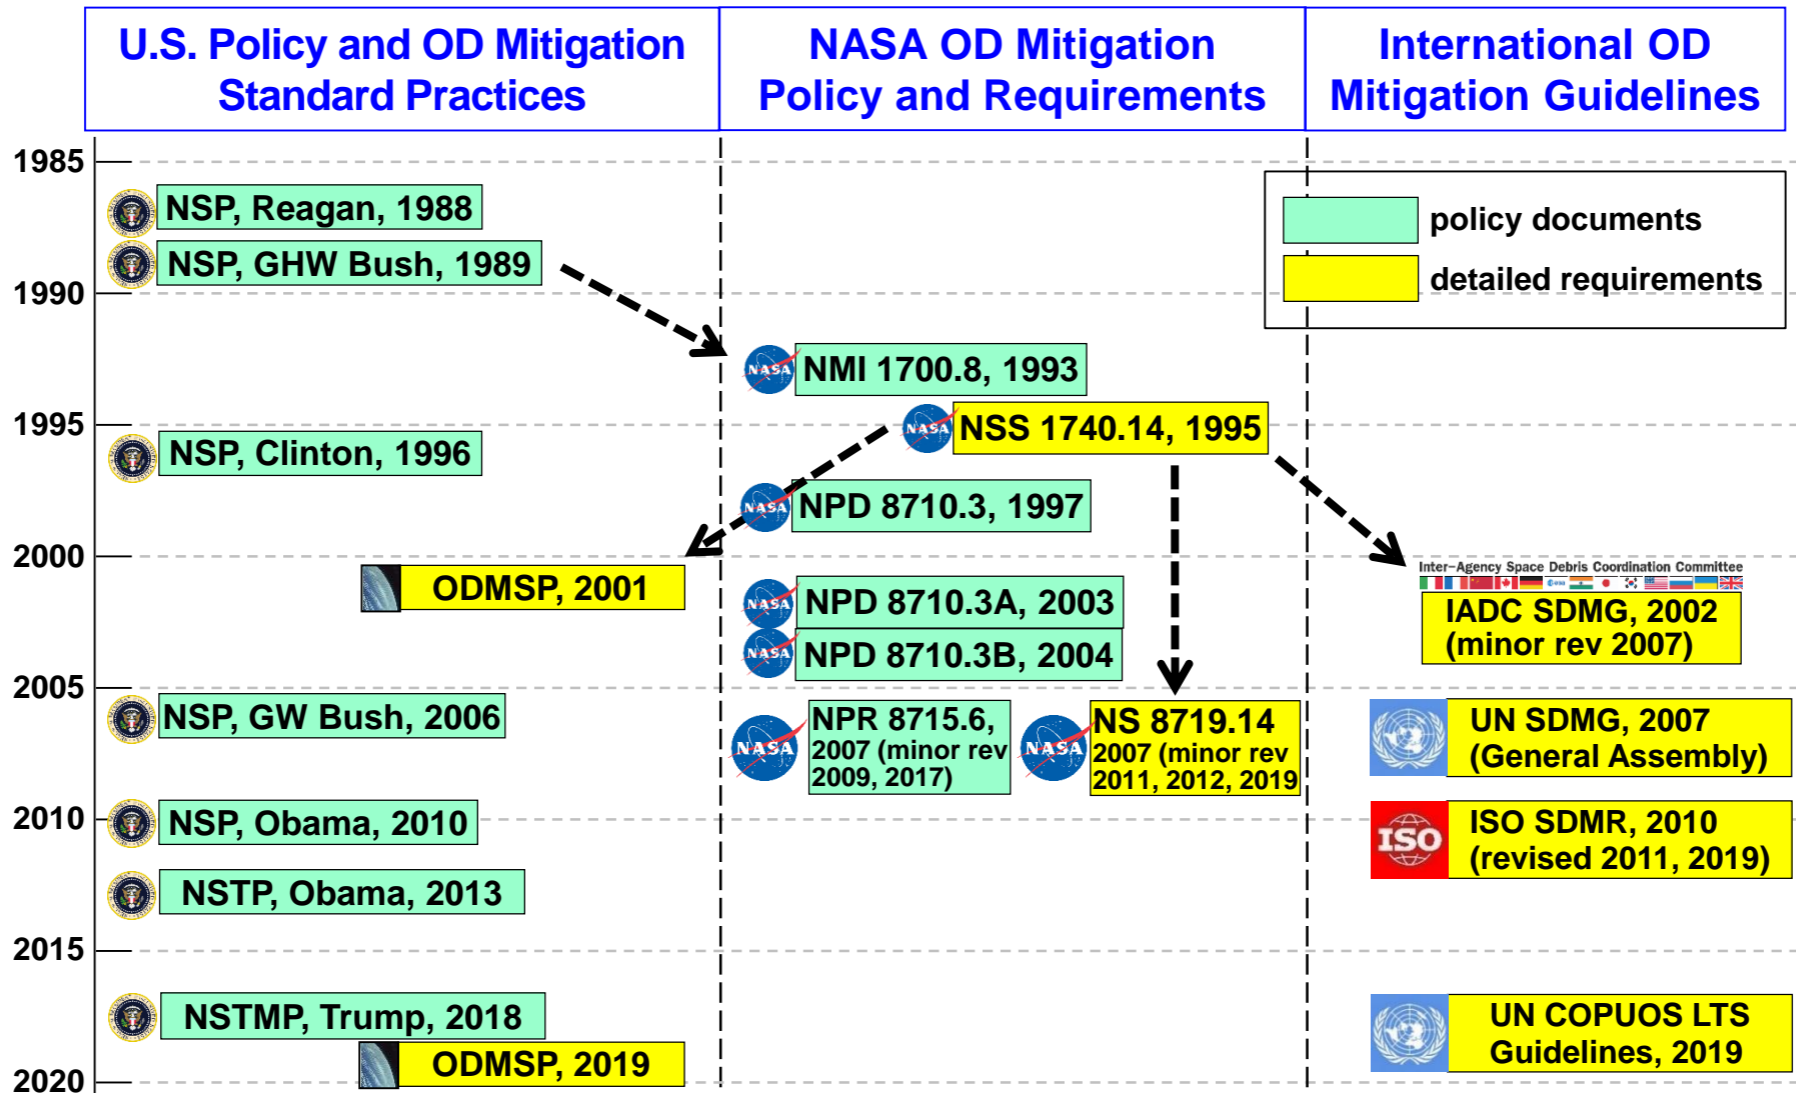 U.S. Policy and OD Mitigation
Standard Practices
NASA OD Mitigation
Policy and Requirements
International OD
Mitigation Guidelines
1985
1990
1995
2000
2005
2010
2015
2020
policy documents
detailed requirements
NSP, Reagan, 1988
NSP, GHW Bush, 1989
NSP, Clinton, 1996
ODMSP, 2001
NSP, GW Bush, 2006
NSP, Obama, 2010
NSTP, Obama, 2013
NSTMP, Trump, 2018
ODMSP, 2019
NASA
NMI 1700.8, 1993
NASA
NSS 1740.14, 1995
NASA
NPD 8710.3, 1997
NASA
NPD 8710.3A, 2003
NASA
NPD 8710.3B, 2004
NASA
NPR 8715.6,
2007 (minor rev
2009, 2017)
NASA
NS 8719.14
2007 (minor rev
2011, 2012, 2019
Inter-Agency Space Debris Coordination Committee
esa
IADC SDMG, 2002
(minor rev 2007)
UN SDMG, 2007
(General Assembly)
ISO
ISO SDMR, 2010
(revised 2011, 2019)
UN COPUOS LTS
Guidelines, 2019